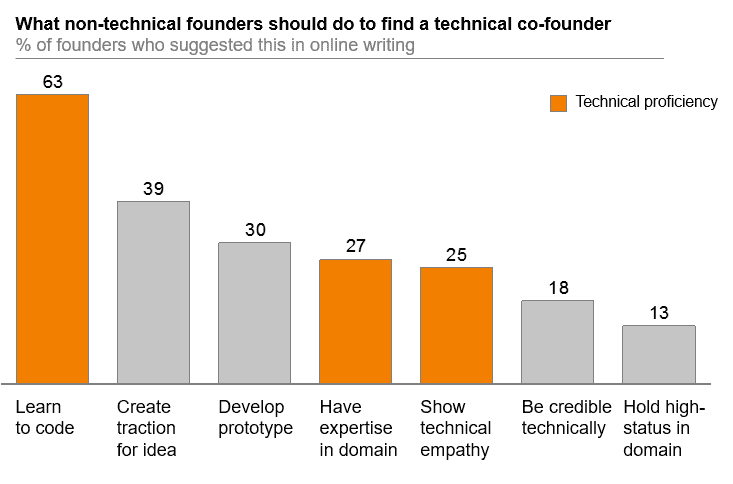 What non-technical founders should do to find a technical co-founder
% of founders who suggested this in online writing
Technical proficiency
63
39
30
27
25
18
13
Learn
to code
Create
traction
for idea
Develop
prototype
Have
expertise
in domain
Show
technical
empathy
Be credible
technically
Hold high-
status in
domain